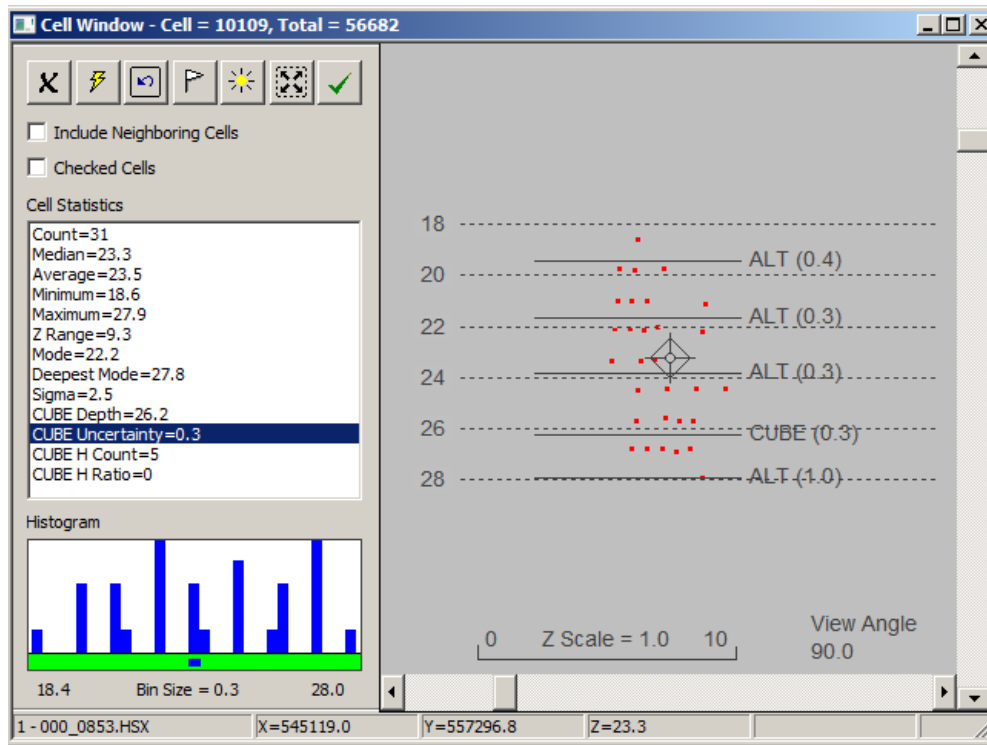 Cell Window - Cell = 10109, Total = 56682
Include Neighboring Cells
Checked Cells
Cell Statistics
Count=31
Median=23.3
Average=23.5
Minimum=18.6
Maximum=27.9
Z Range=9.3
Mode=22.2
Deepest Mode=27.8
Sigma=2.5
CUBE Depth=26.2
CUBE Uncertainty=0.3
CUBE H Count=5
CUBE H Ratio=0
Histogram
18.4 Bin Size = 0.3 28.0
18
ALT (0.4)
20
ALT (0.3)
22
ALT (0.3)
24
26
CUBE (0.3)
28
ALT (1.0)
0 Z Scale = 1.0 10
View Angle
90.0
1 - 000_0853.HSX X=545119.0 Y=557296.8 Z=23.3